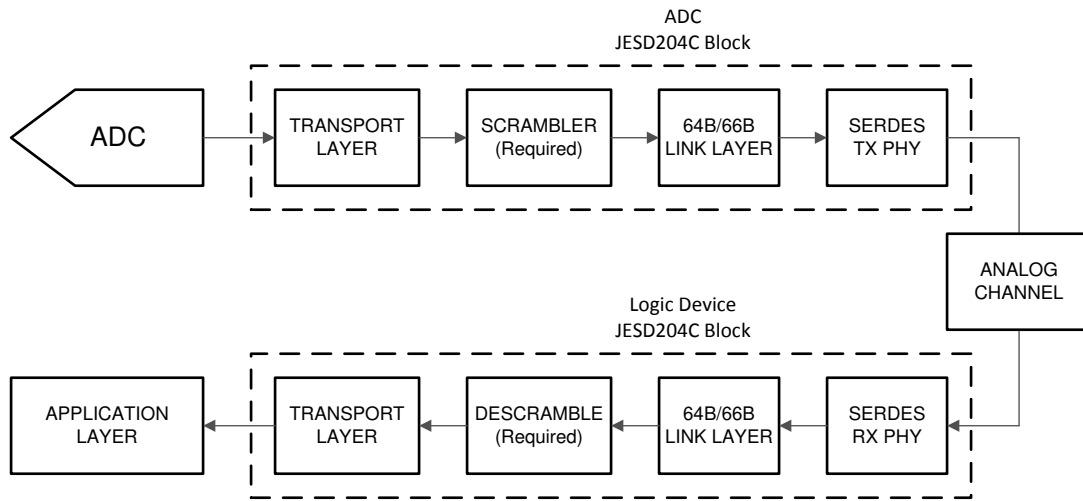 ADC
JESD204C Block
ADC
TRANSPORT
LAYER
SCRAMBLER
(Required)
64B/66B
LINK LAYER
SERDES
TX PHY
ANALOG
CHANNEL
Logic Device
JESD204C Block
APPLICATION
LAYER
TRANSPORT
LAYER
DESCRAMBLE
(Required)
64B/66B
LINK LAYER
SERDES
RX PHY